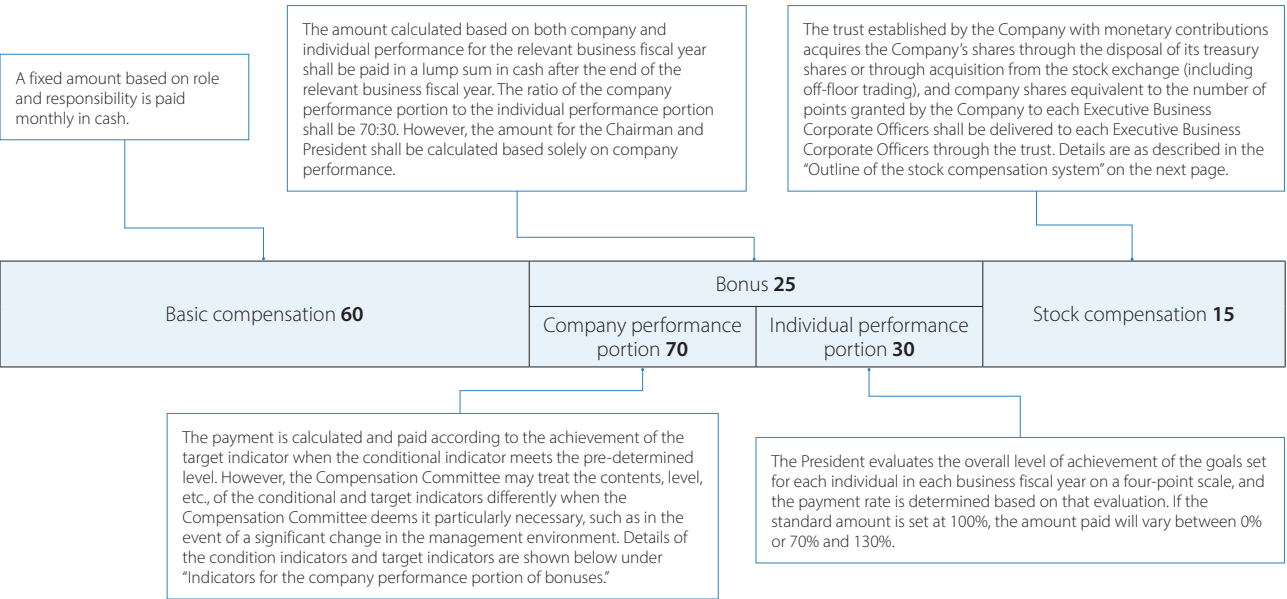 A fixed amount based on role
and responsibility is paid
monthly in cash.
The amount calculated based on both company and
individual performance for the relevant business fiscal year
shall be paid in a lump sum in cash after the end of the
relevant business fiscal year. The ratio of the company
performance portion to the individual performance portion
shall be 70:30. However, the amount for the Chairman and
President shall be calculated based solely on company
performance.
The trust established by the Company with monetary contributions
acquires the Company’s shares through the disposal of its treasury
shares or through acquisition from the stock exchange (including
off-floor trading), and company shares equivalent to the number of
points granted by the Company to each Executive Business
Corporate Officers shall be delivered to each Executive Business
Corporate Officers through the trust. Details are as described in the
“Outline of the stock compensation system” on the next page.
Basic compensation 60
Bonus 25
Company performance
portion 70
Individual performance
portion 30
Stock compensation 15
The payment is calculated and paid according to the achievement of the
target indicator when the conditional indicator meets the pre-determined
level. However, the Compensation Committee may treat the contents, level,
etc., of the conditional and target indicators differently when the
Compensation Committee deems it particularly necessary, such as in the
event of a significant change in the management environment. Details of
the condition indicators and target indicators are shown below under
“Indicators for the company performance portion of bonuses.”
The President evaluates the overall level of achievement of the goals set
for each individual in each business fiscal year on a four-point scale, and
the payment rate is determined based on that evaluation. If the
standard amount is set at 100%, the amount paid will vary between 0%
or 70% and 130%.